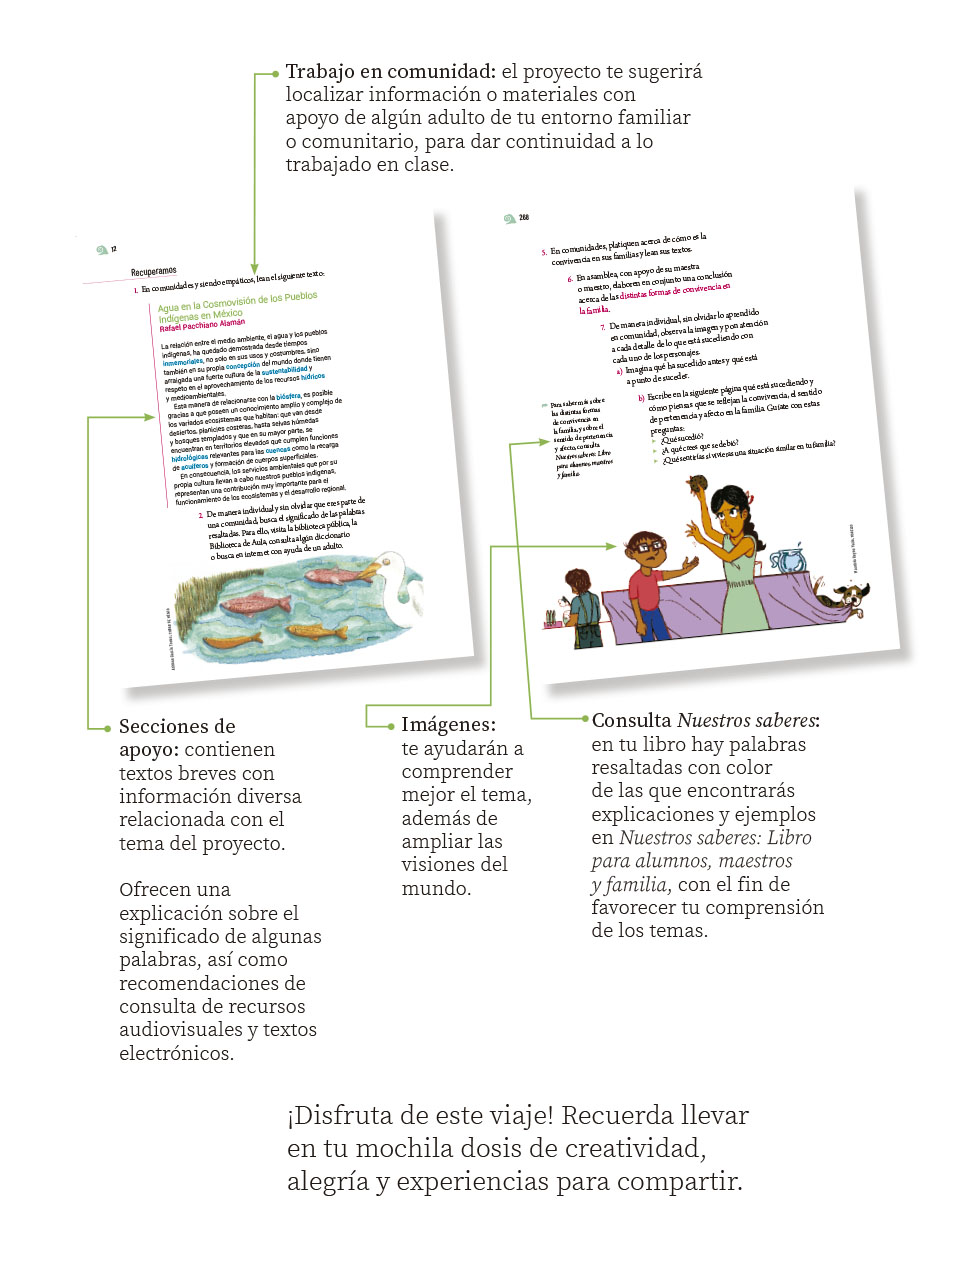 Trabajo en comunidad: el proyecto te sugerirá
localizar información o materiales con
apoyo de algún adulto de tu entorno familiar
o comunitario, para dar continuidad a lo
trabajado en clase.
72
Recuperamos
1. En comunidades y siendo empáticos, lean el siguiente texto:
Agua en la Cosmovisión de los Pueblos
Indígenas en México
Rafael Pacchiano Alamán
La relación entre el medio ambiente, el agua y los pueblos
indígenas, ha quedado demostrada desde tiempos
inmemoriales, no solo en sus usos y costumbres, sino
también en su propia concepción del mundo donde tienen
arraigada una fuerte cultura de la sustentabilidad y
respeto en el aprovechamiento de los recursos hídricos
y medioambientales.
Esta manera de relacionarse con la biósfera, es posible
gracias a que poseen un conocimiento amplio y complejo de
los variados ecosistemas que habitan: que van desde
desiertos, planicies costeras, hasta selvas húmedas
y bosques templados y que en su mayor parte, se
encuentran en territorios elevados que cumplen funciones
hidrológicas relevantes para las cuencas como la recarga
de acuíferos y formación de cuerpos superficiales.
En consecuencia, los servicios ambientales que por su
propia cultura llevan a cabo nuestros pueblos indígenas,
representan una contribución muy importante para el
funcionamiento de los ecosistemas y el desarrollo regional.
2. De manera individual y sin olvidar que eres parte de
una comunidad, busca el significado de las palabras
resaltadas. Para ello, visita la biblioteca pública, la
Biblioteca de Aula, consulta algún diccionario
o busca en internet con ayuda de un adulto.
268
5. En comunidades, platiquen acerca de cómo es la
convivencia en sus familias y lean sus textos.
6. En asamblea, con apoyo de su maestra
o maestro, elaboren en conjunto una conclusión
acerca de las distintas formas de convivencia en
la familia.
7. De manera individual, sin olvidar lo aprendido
en comunidad, observa la imagen y pon atención
a cada detalle de lo que está sucediendo con
cada uno de los personajes.
a) Imagina qué ha sucedido antes y qué está
a punto de suceder.
b) Escribe en la siguiente página qué está sucediendo y
cómo piensas que se reflejan la convivencia, el sentido
de pertenencia y afecto en la familia. Guíate con estas
preguntas:
¿Qué sucedió?
¿A qué crees que se debió?
¿Qué sentirías si vivieras una situación similar en tu familia?
Para saber más sobre
las distintas formas
de convivencia en
la familia, y sobre el
sentido de pertenencia
y afecto, consulta
Nuestros saberes: Libro
para alumnos, maestros
y familia.
Secciones de
apoyo: contienen
textos breves con
información diversa
relacionada con el
tema del proyecto.
Ofrecen una
explicación sobre el
significado de algunas
palabras, así como
recomendaciones de
consulta de recursos
audiovisuales y textos
electrónicos.
Imágenes:
te ayudarán a
comprender
mejor el tema,
además de
ampliar las
visiones del
mundo.
Consulta Nuestros saberes:
en tu libro hay palabras
resaltadas con color
de las que encontrarás
explicaciones y ejemplos
en Nuestros saberes: Libro
para alumnos, maestros
y familia, con el fin de
favorecer tu comprensión
de los temas.
¡Disfruta de este viaje! Recuerda llevar
en tu mochila dosis de creatividad,
alegría y experiencias para compartir.